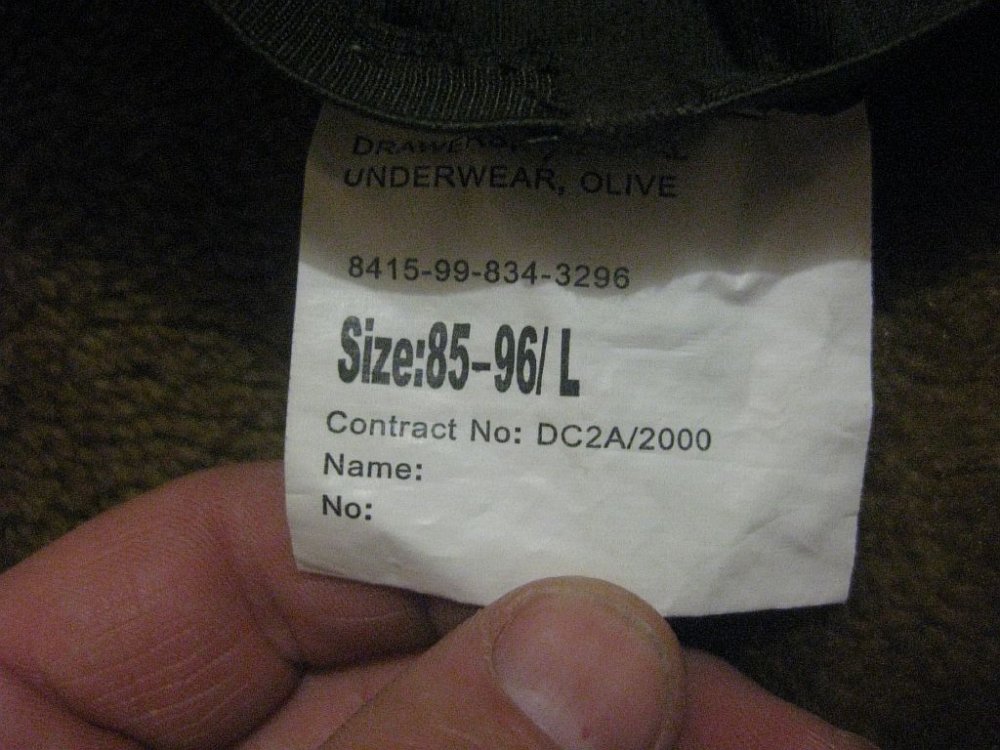 DRAWERS,
UNDERWEAR, OLIVE
8415-99-834-3296
Size:85-96/ L
Contract No: DC2A/2000
Name:
No: